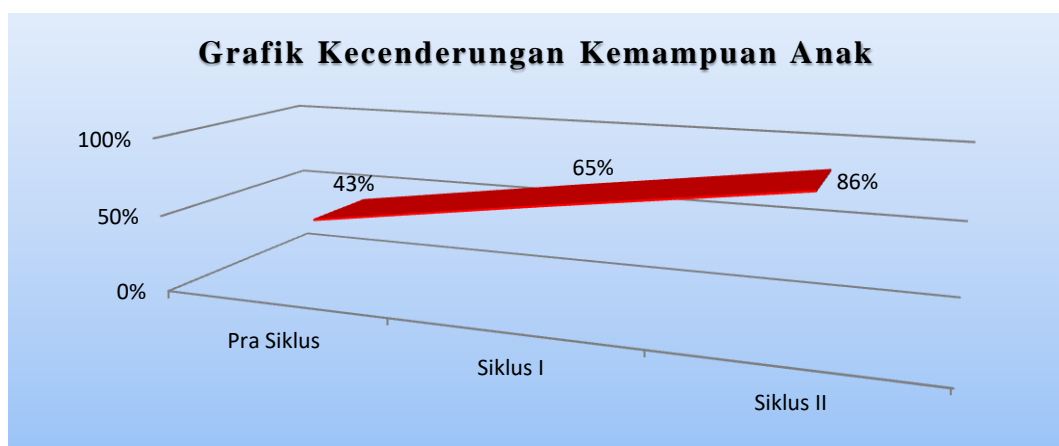 Grafik Kecenderungan Kemampuan Anak
100%
50%
0%
43%
65%
86%
Pra Siklus
Siklus I
Siklus II